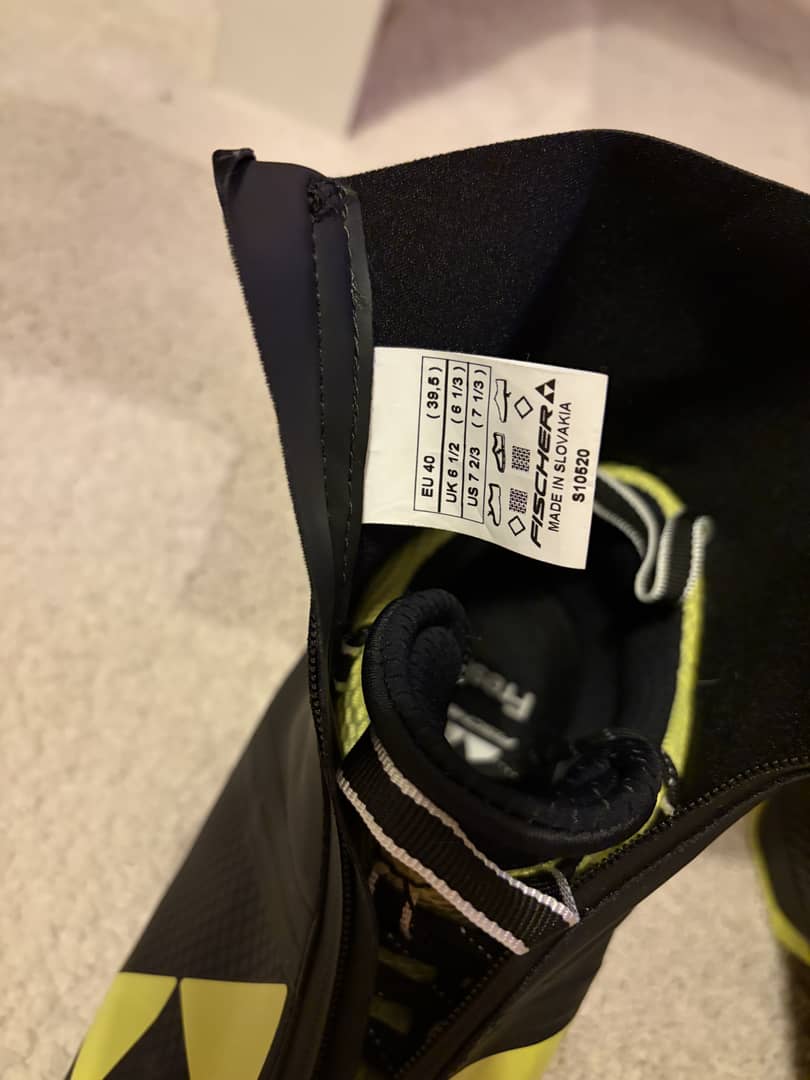 EU 40 (39,5)
UK 6 1/2 (6 1/3)
US 7 2/3 (7 1/3)
FISCHER
MADE IN SLOVAKIA
S10520